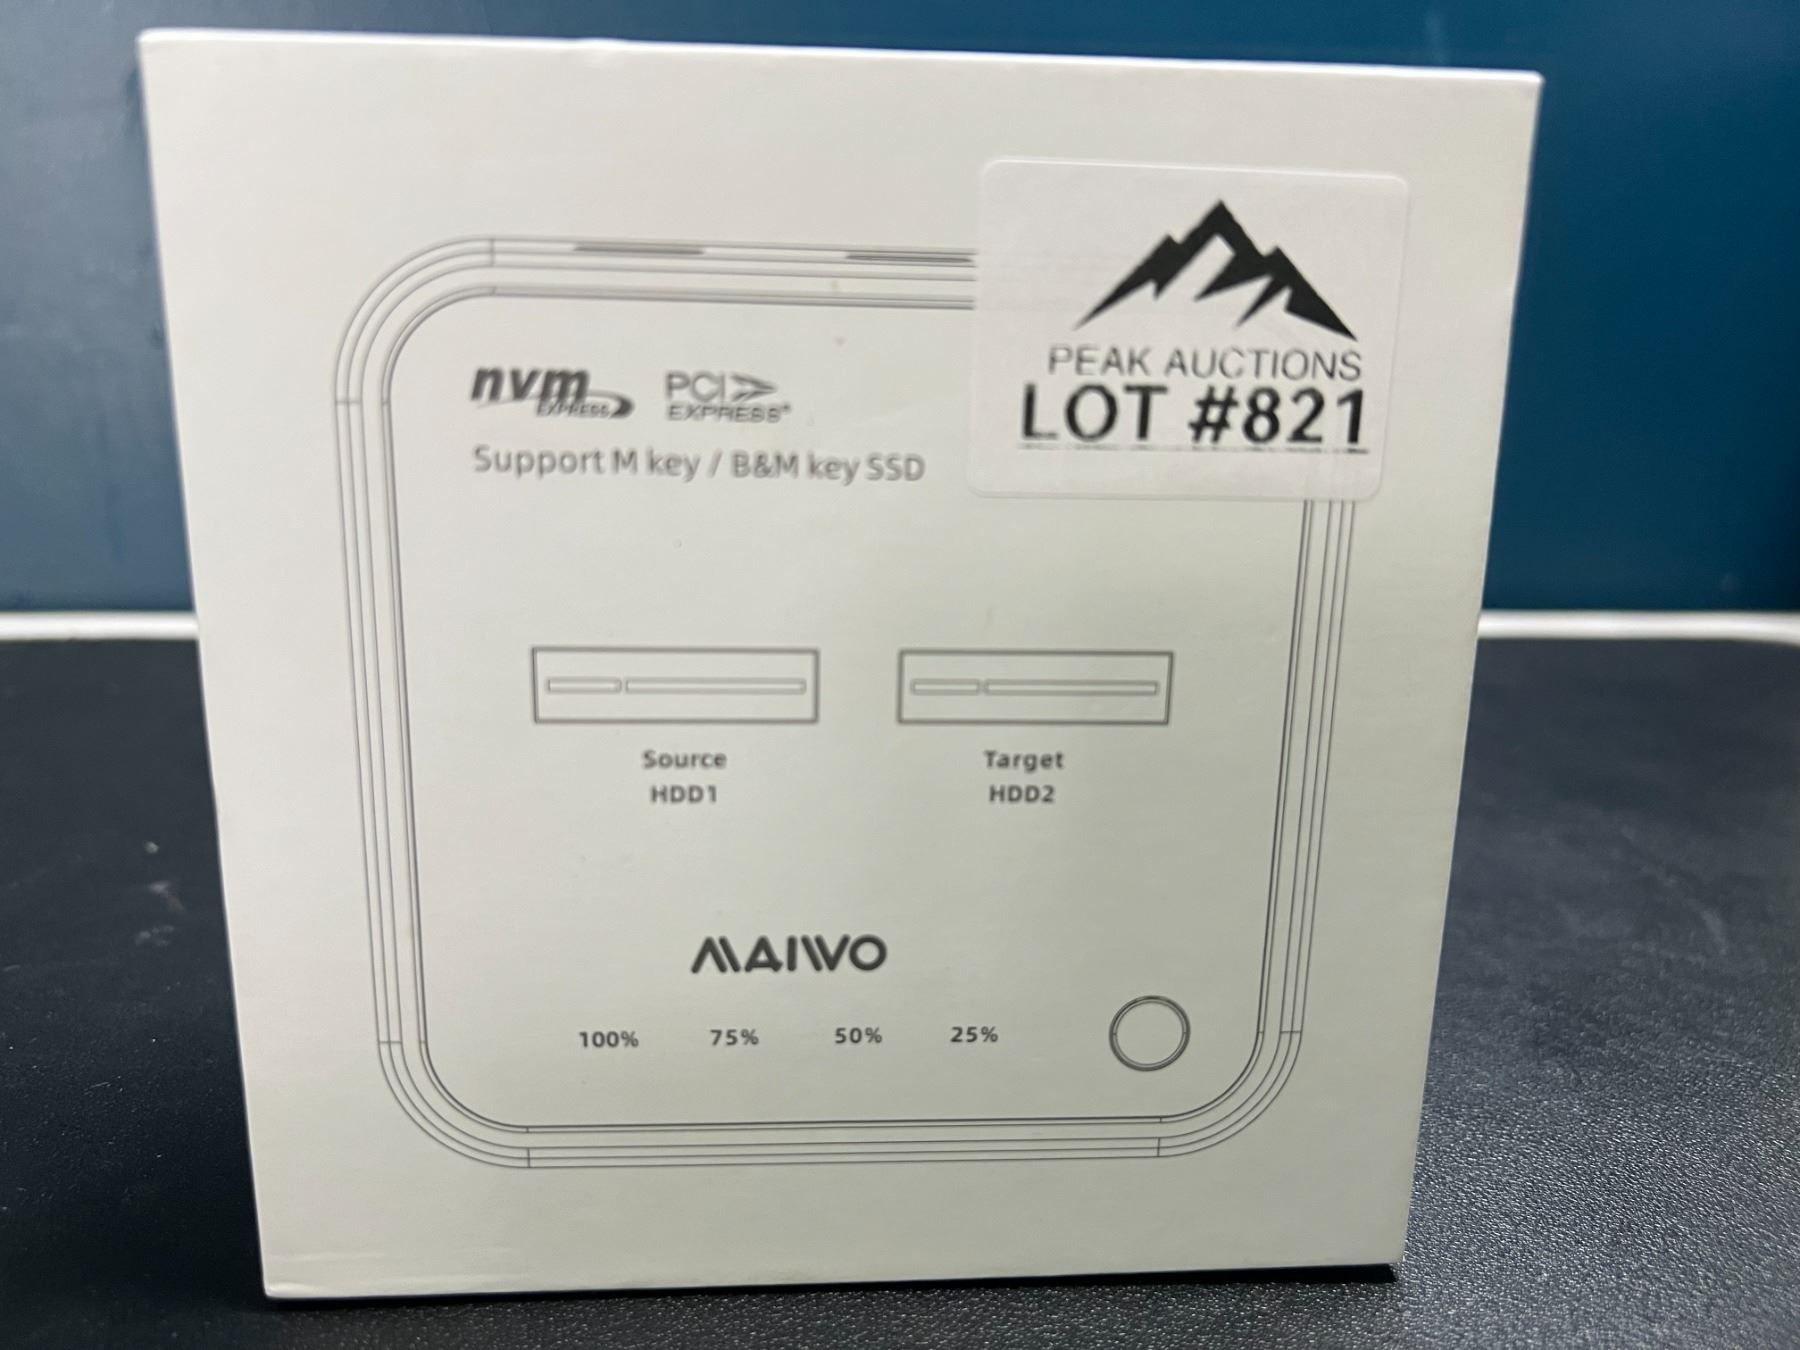 nvm
EXPRESS
PCI
EXPRESS®
Support M key / B&M key SSD
PEAK AUCTIONS
LOT #821
Source
HDD1
Target
HDD2
MAIWO
100% 75% 50% 25%